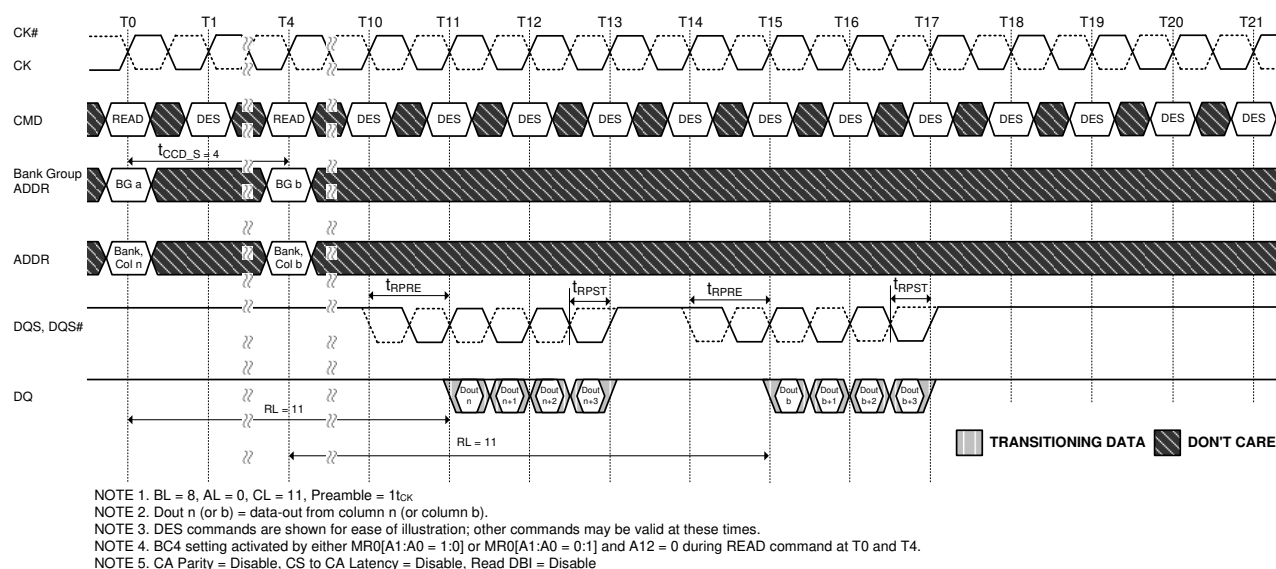 T0 T1 T4 T10 T11 T12 T13 T14 T15 T16 T17 T18 T19 T20 T21
CK#
CK
CMD READ DES READ DES DES DES DES DES DES DES DES DES DES DES DES
tCCD_S = 4
Bank Group ADDR BG a BG b
ADDR Bank, Col n Bank, Col b
tRPRE tRPST tRPRE tRPST
DQS, DQS#
DQ Dout n Dout n+1 Dout n+2 Dout n+3 Dout b Dout b+1 Dout b+2 Dout b+3
RL = 11
RL = 11
TRANSITIONING DATA DON'T CARE
NOTE 1. BL = 8, AL = 0, CL = 11, Preamble = 1tCK
NOTE 2. Dout n (or b) = data-out from column n (or column b).
NOTE 3. DES commands are shown for ease of illustration; other commands may be valid at these times.
NOTE 4. BC4 setting activated by either MR0[A1:A0 = 1:0] or MR0[A1:A0 = 0:1] and A12 = 0 during READ command at T0 and T4.
NOTE 5. CA Parity = Disable, CS to CA Latency = Disable, Read DBI = Disable